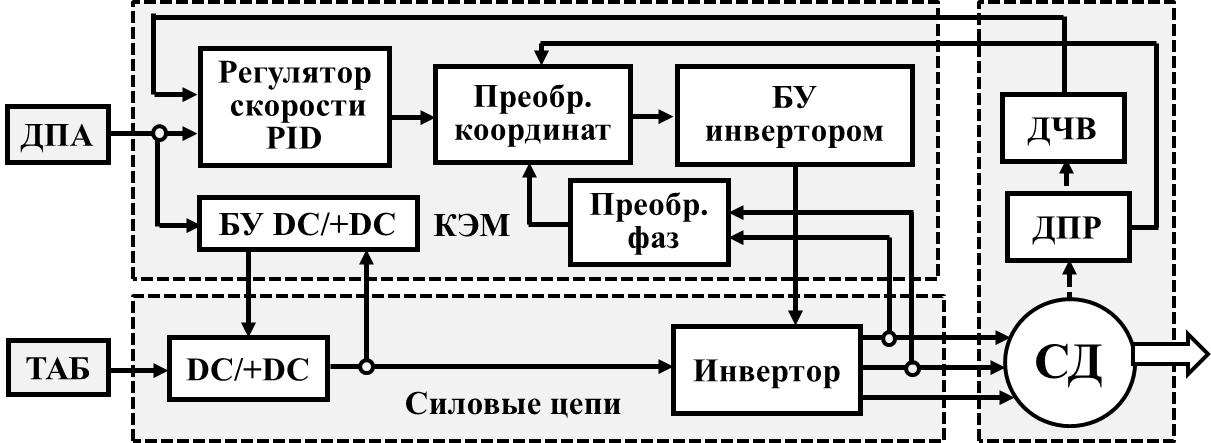 Регулятор
скорости
PID
Преобр.
координат
БУ
инвертором
ДПА
ДЧВ
БУ DC/+DC
КЭМ
Преобр.
фаз
ДПР
ТАБ
DC/+DC
Силовые цепи
Инвертор
СД